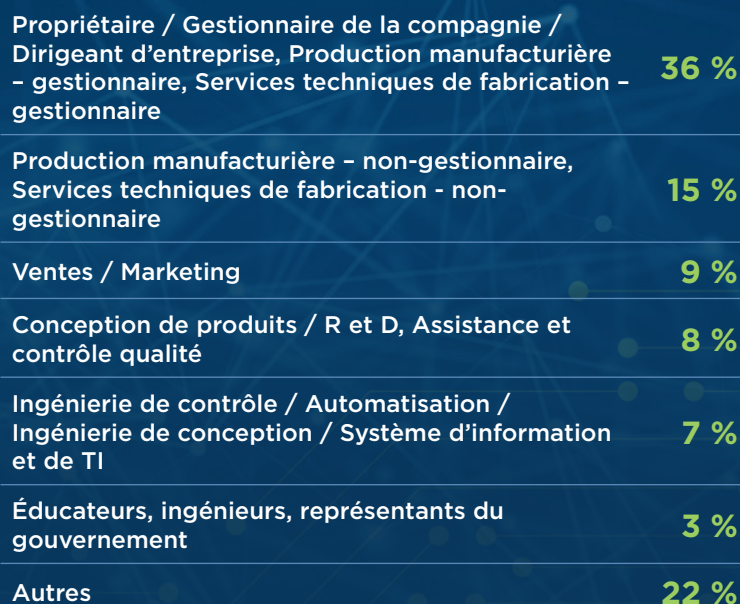 Propriétaire / Gestionnaire de la compagnie /
Dirigeant d’entreprise, Production manufacturière
– gestionnaire, Services techniques de fabrication –
gestionnaire
36 %
Production manufacturière – non-gestionnaire,
Services techniques de fabrication - non-
gestionnaire
15 %
Ventes / Marketing
9 %
Conception de produits / R et D, Assistance et
contrôle qualité
8 %
Ingénierie de contrôle / Automatisation /
Ingénierie de conception / Système d’information
et de TI
7 %
Éducateurs, ingénieurs, représentants du
gouvernement
3 %
Autres
22 %